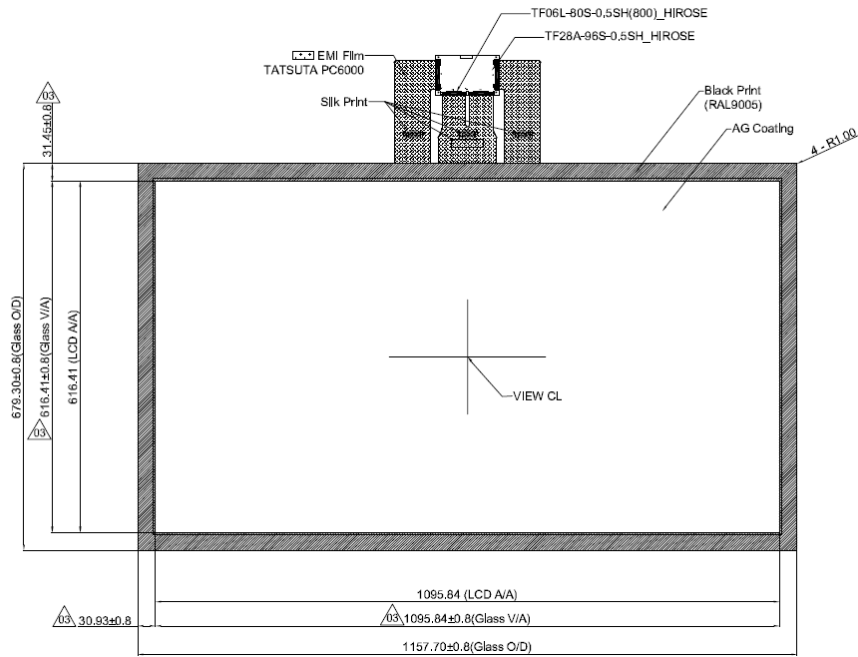 TF06L-80S-0.5SH(800)_HIROSE
TF28A-96S-0.5SH_HIROSE
EMI Film
TATSUTA PC6000
Silk Print
Black Print
(RAL9005)
AG Coating
4 - R1.00
03
31.45±0.8
679.30±0.8(Glass O/D)
616.41±0.8(Glass V/A)
03
616.41 (LCD A/A)
VIEW CL
1095.84 (LCD A/A)
03 30.93±0.8
03 1095.84±0.8(Glass V/A)
1157.70±0.8(Glass O/D)